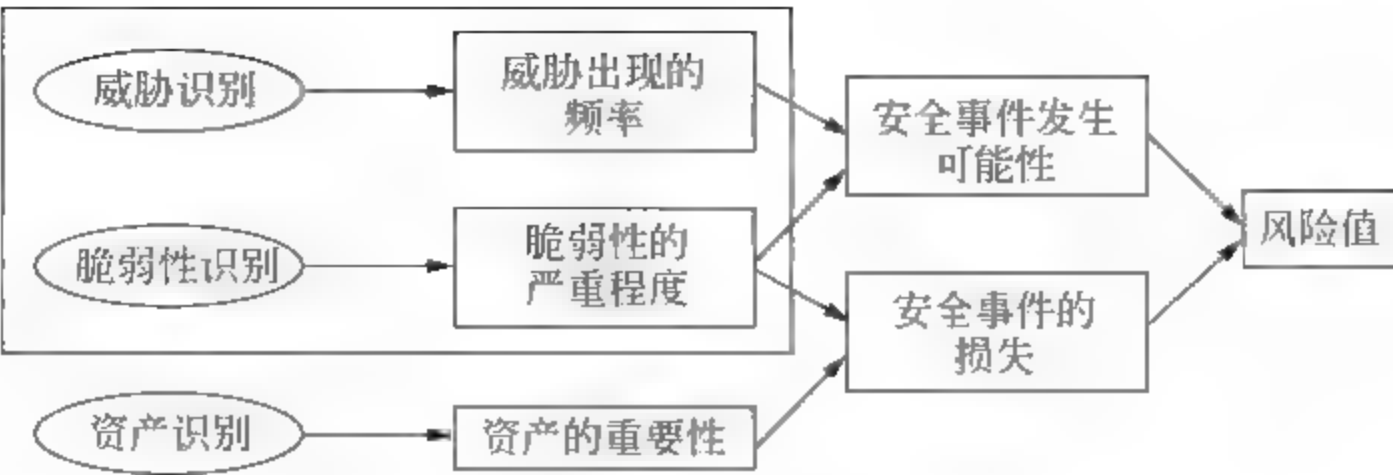 威胁识别
威胁出现的
频率
安全事件发生
可能性
脆弱性识别
脆弱性的
严重程度
风险值
安全事件的
损失
资产识别
资产的重要性